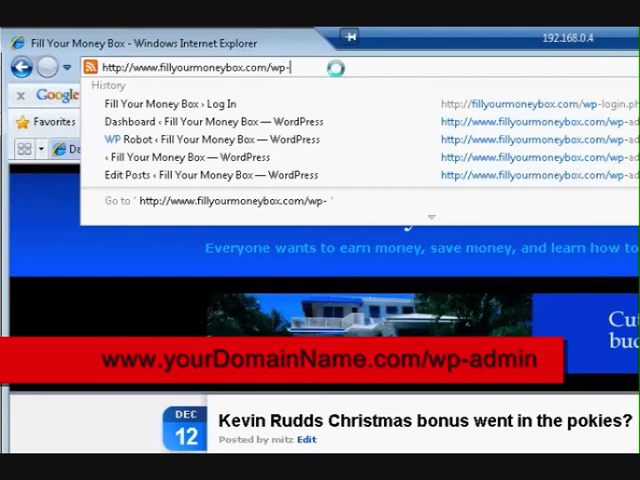 Fill Your Money Box - Windows Internet Explorer
192.168.0.4
http://www.fillyourmoneybox.com/wp-
History
Fill Your Money Box › Log In http://fillyourmoneybox.com/wp-login.ph
Dashboard ‹ Fill Your Money Box — WordPress http://www.fillyourmoneybox.com/wp-ad
WP Robot ‹ Fill Your Money Box — WordPress http://www.fillyourmoneybox.com/wp-ad
‹ Fill Your Money Box — WordPress http://www.fillyourmoneybox.com/wp-ad
Edit Posts ‹ Fill Your Money Box — WordPress http://www.fillyourmoneybox.com/wp-ad
Go to ' http://www.fillyourmoneybox.com/wp- '
x Google
Favorites
Da
Everyone wants to earn money, save money, and learn how to
Cu
buc
www.yourDomainName.com/wp-admin
DEC
12
Kevin Rudds Christmas bonus went in the pokies?
Posted by mitz Edit